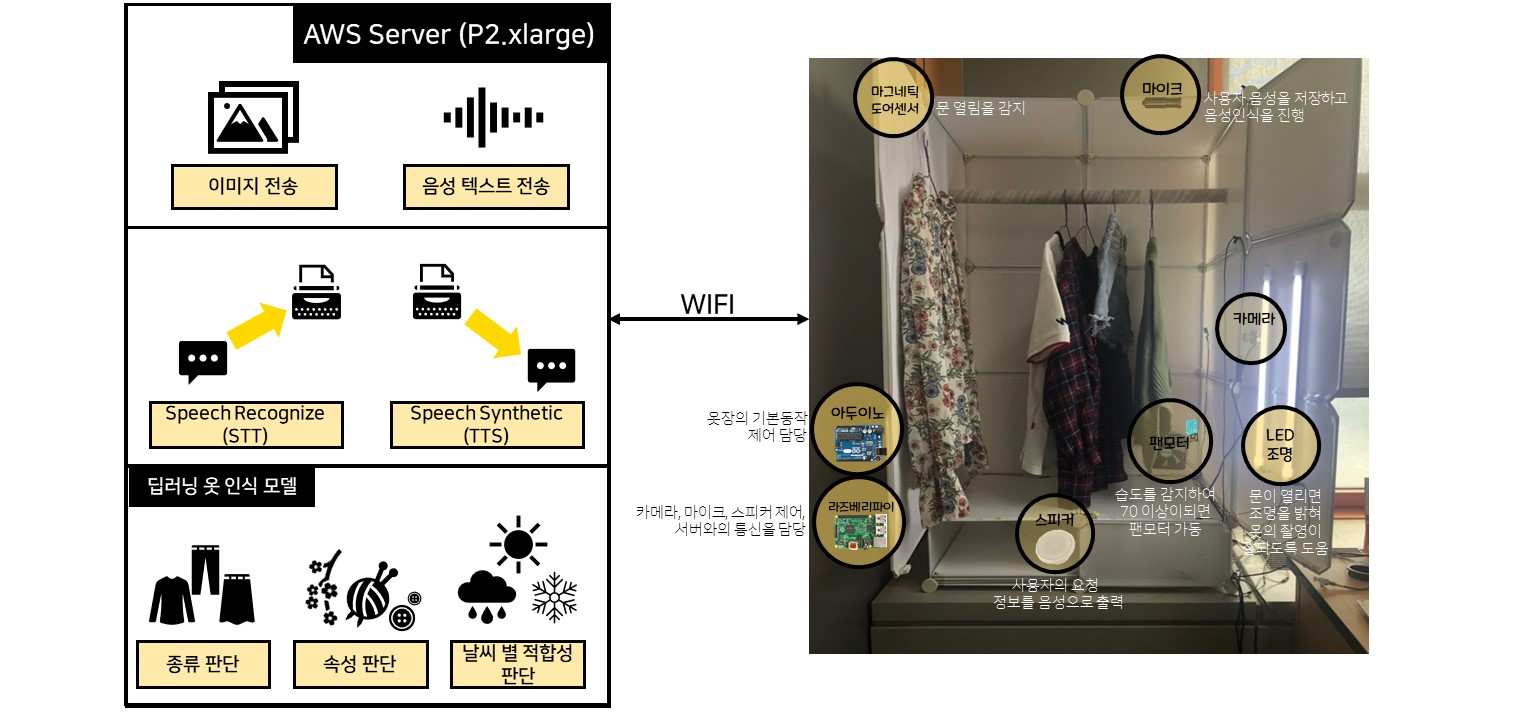 AWS Server (P2.xlarge)
이미지 전송
음성 텍스트 전송
Speech Recognize
(STT)
Speech Synthetic
(TTS)
딥러닝 옷 인식 모델
종류 판단
속성 판단
날씨 별 적합성
판단
WIFI
마그네틱
도어센서
문 열림을 감지
마이크
사용자 음성을 저장하고
음성인식을 진행
카메라
아두이노
옷장의 기본동작
제어 담당
라즈베리파이
카메라, 마이크, 스피커 제어,
서버와의 통신을 담당
팬모터
습도를 감지하여
70 이상이되면
팬모터 가동
LED
조명
문이 열리면
조명을 밝혀
옷의 촬영이
잘되도록 도움
스피커
사용자의 요청
정보를 음성으로 출력